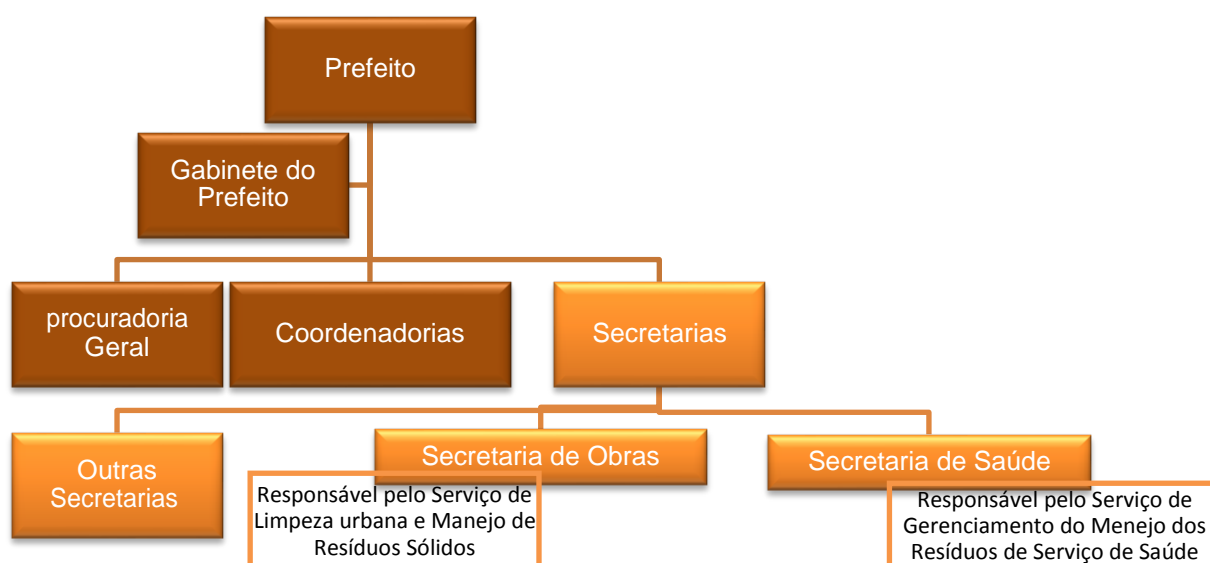 Prefeito
Gabinete do
Prefeito
procuradoria
Geral
Coordenadorias
Secretarias
Outras
Secretarias
Secretaria de Obras
Responsável pelo Serviço de
Limpeza urbana e Manejo de
Resíduos Sólidos
Secretaria de Saúde
Responsável pelo Serviço de
Gerenciamento do Menejo dos
Resíduos de Serviço de Saúde